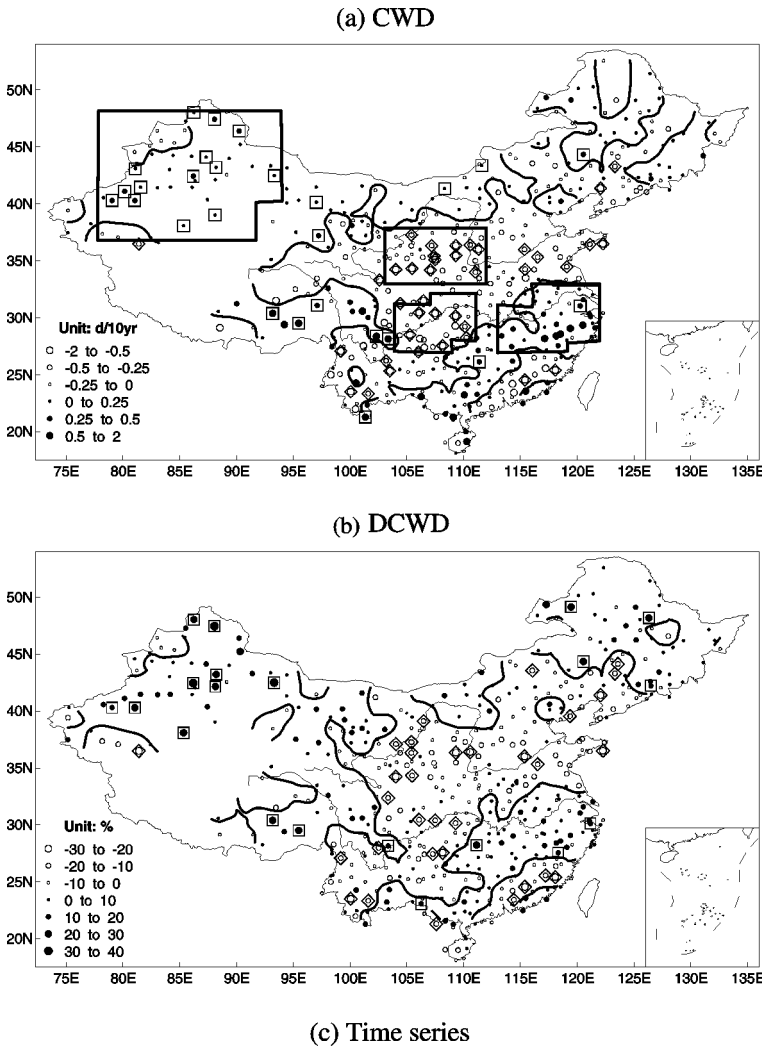 (a) CWD
50N
45N
40N
35N
30N
25N
20N
Unit: d/10yr
-2 to -0.5
-0.5 to -0.25
-0.25 to 0
0 to 0.25
0.25 to 0.5
0.5 to 2
75E 80E 85E 90E 95E 100E 105E 110E 115E 120E 125E 130E 135E
(b) DCWD
50N
45N
40N
35N
30N
25N
20N
Unit: %
-30 to -20
-20 to -10
-10 to 0
0 to 10
10 to 20
20 to 30
30 to 40
75E 80E 85E 90E 95E 100E 105E 110E 115E 120E 125E 130E 135E
(c) Time series